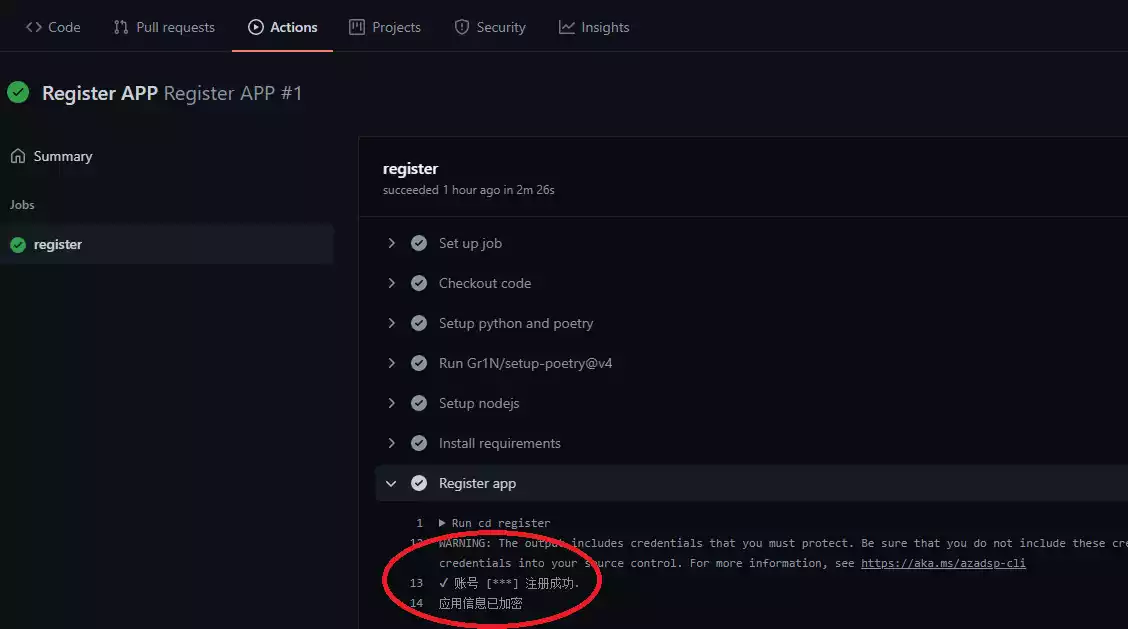 Code Pull requests Actions Projects Security Insights
Register APP Register APP #1
Summary
register
succeeded 1 hour ago in 2m 26s
Jobs
register
Set up job
Checkout code
Setup python and poetry
Run Gr1N/setup-poetry@v4
Setup nodejs
Install requirements
Register app
1 ▶ Run cd register
12 WARNING: The output includes credentials that you must protect. Be sure that you do not include these
credentials into your source control. For more information, see https://aka.ms/azadsp-cli
13 ✓ 账号 [***] 注册成功.
14 应用信息已加密